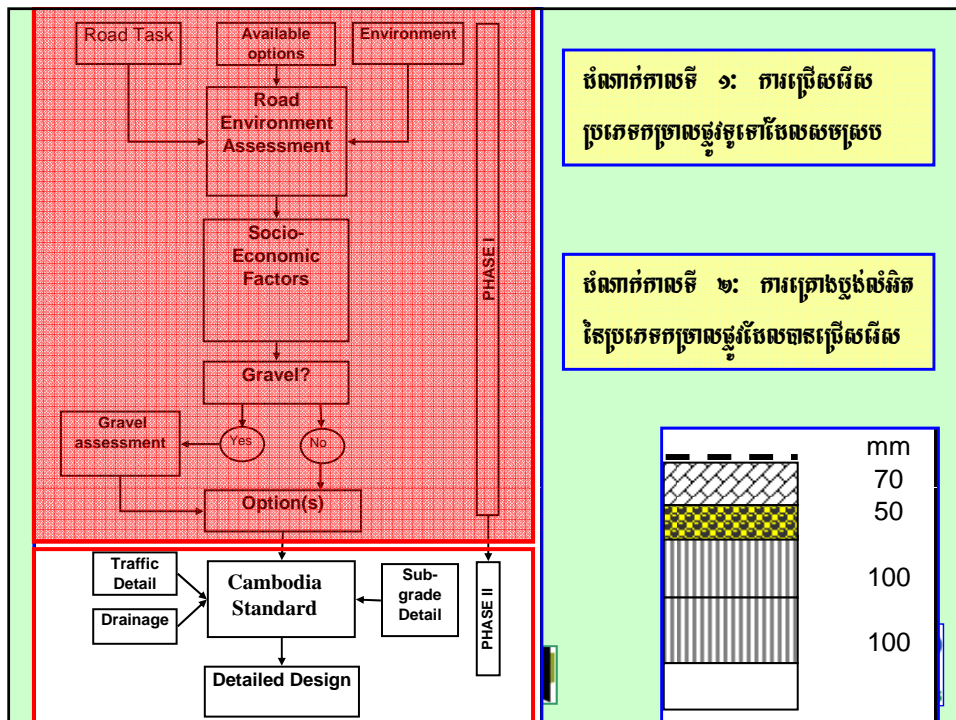 Road Task
Available
options
Environment
Road
Environment
Assessment
Socio-
Economic
Factors
PHASE I
Gravel?
Gravel
assessment
Yes
No
Option(s)
Traffic
Detail
Drainage
Cambodia
Standard
Sub-
grade
Detail
PHASE II
Detailed Design
ដំណាក់កាលទី ១: ការជ្រើសរើស
ប្រភេទកម្រាលផ្លូវទូទៅដែលសមស្រប
ដំណាក់កាលទី ២: ការគ្រោងប្លង់លំអិត
នៃប្រភេទកម្រាលផ្លូវដែលបានជ្រើសរើស
mm
70
50
100
100